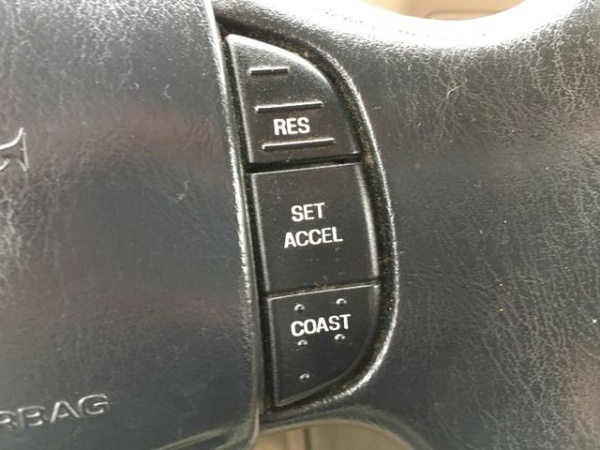 RES
SET
ACCEL
COAST
RBAG